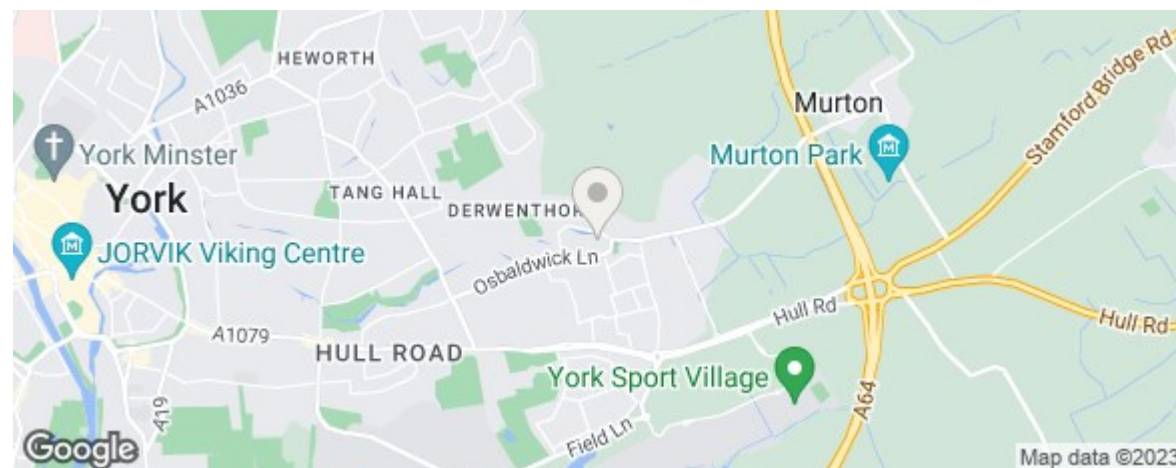 HEWORTH
A1036
Murton
Stamford Bridge Rd
York Minster
Murton Park
York
TANG HALL
DERWENTHOR
JORVIK Viking Centre
Osbaldwick Ln
Hull Rd
A1079
Hull Rd
HULL ROAD
York Sport Village
A19
A64
Field Ln
Google
Map data ©2023